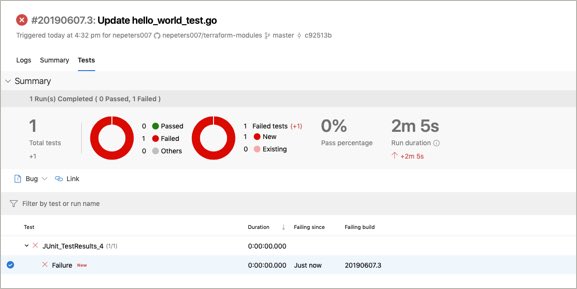 #20190607.3: Update hello_world_test.go
Triggered today at 4:32 pm for nepeters007 nepeters007/terraform-modules master c92513b
Logs Summary Tests
Summary
1 Run(s) Completed ( 0 Passed, 1 Failed )
1
Total tests
+1
0 Passed
1 Failed
0 Others
1 Failed tests (+1)
1 New
0 Existing
0%
Pass percentage
2m 5s
Run duration
+2m 5s
Bug Link
Filter by test or run name
Test Duration Failing since Failing build
JUnit_TestResults_4 (1/1) 0:00:00.000
Failure New 0:00:00.000 Just now 20190607.3